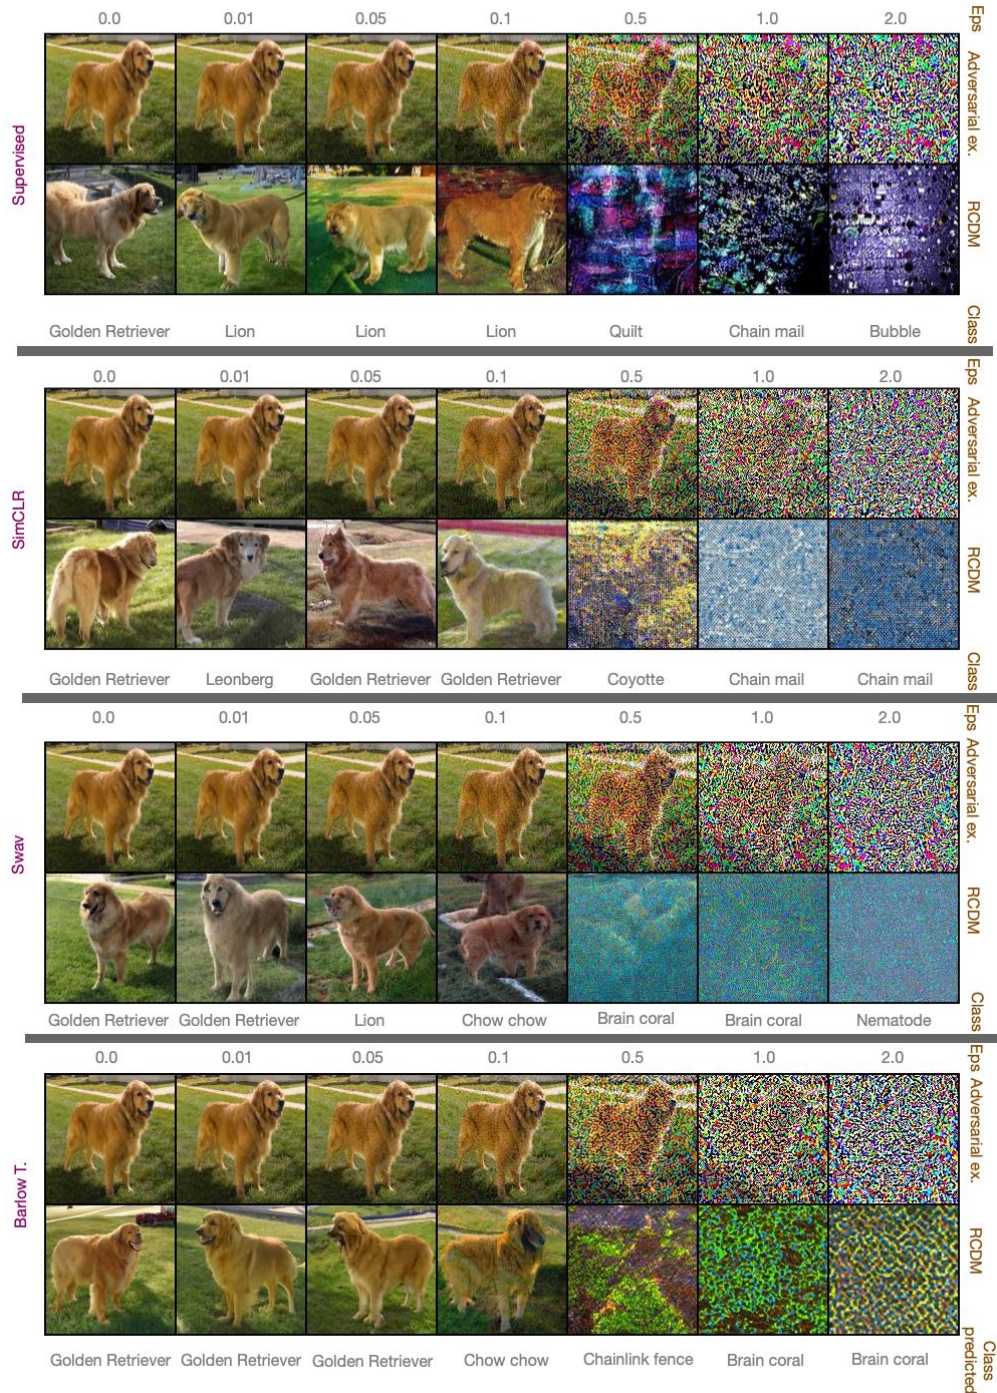 0.0 0.01 0.05 0.1 0.5 1.0 2.0 Eps
Supervised
Adversarial ex.
RCDM
Golden Retriever Lion Lion Lion Quilt Chain mail Bubble Class
0.0 0.01 0.05 0.1 0.5 1.0 2.0 Eps
SimCLR
Adversarial ex.
RCDM
Golden Retriever Leonberg Golden Retriever Golden Retriever Coyotte Chain mail Chain mail Class
0.0 0.01 0.05 0.1 0.5 1.0 2.0 Eps
Swav
Adversarial ex.
RCDM
Golden Retriever Golden Retriever Lion Chow chow Brain coral Brain coral Nematode Class
0.0 0.01 0.05 0.1 0.5 1.0 2.0 Eps
Barlow T.
Adversarial ex.
RCDM
Golden Retriever Golden Retriever Golden Retriever Chow chow Chainlink fence Brain coral Brain coral Class
predicted